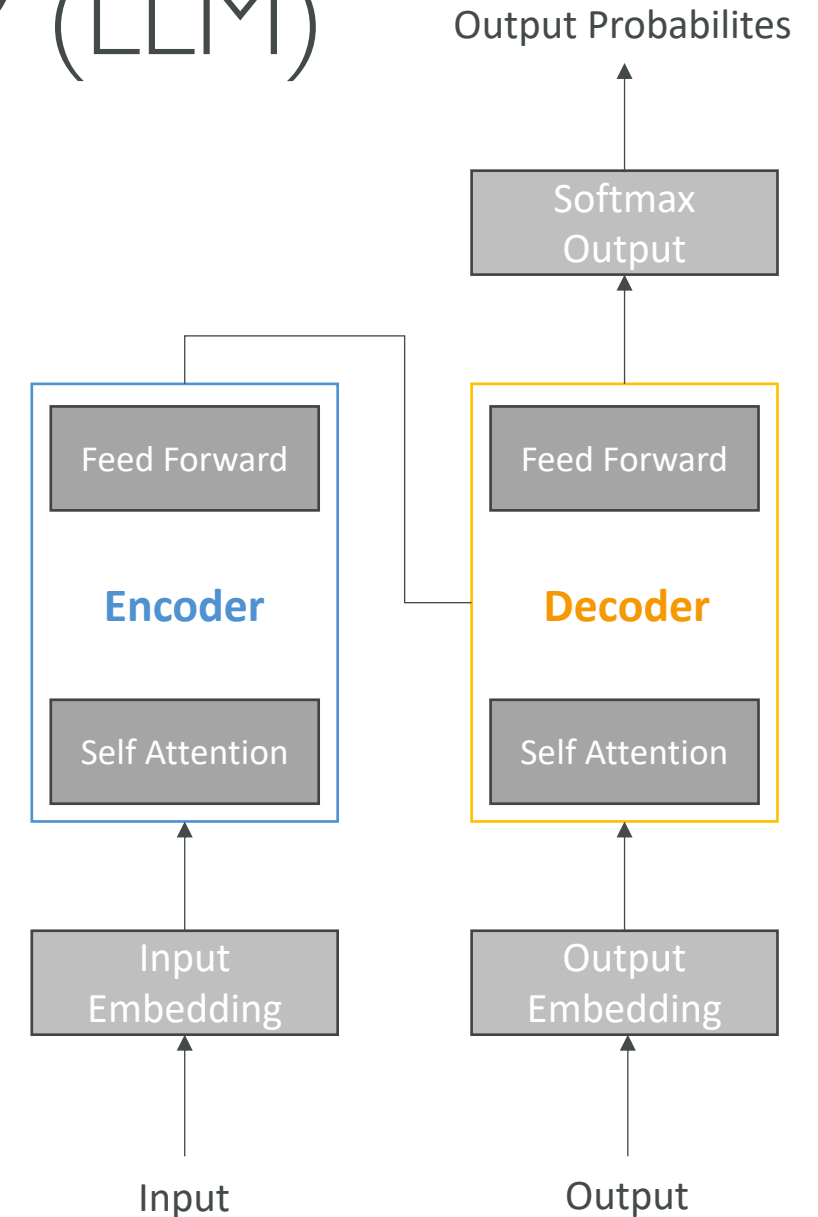 (LLM)
Output Probabilites
Softmax
Output
Feed Forward
Feed Forward
Encoder
Decoder
Self Attention
Self Attention
Input
Embedding
Output
Embedding
Input
Output